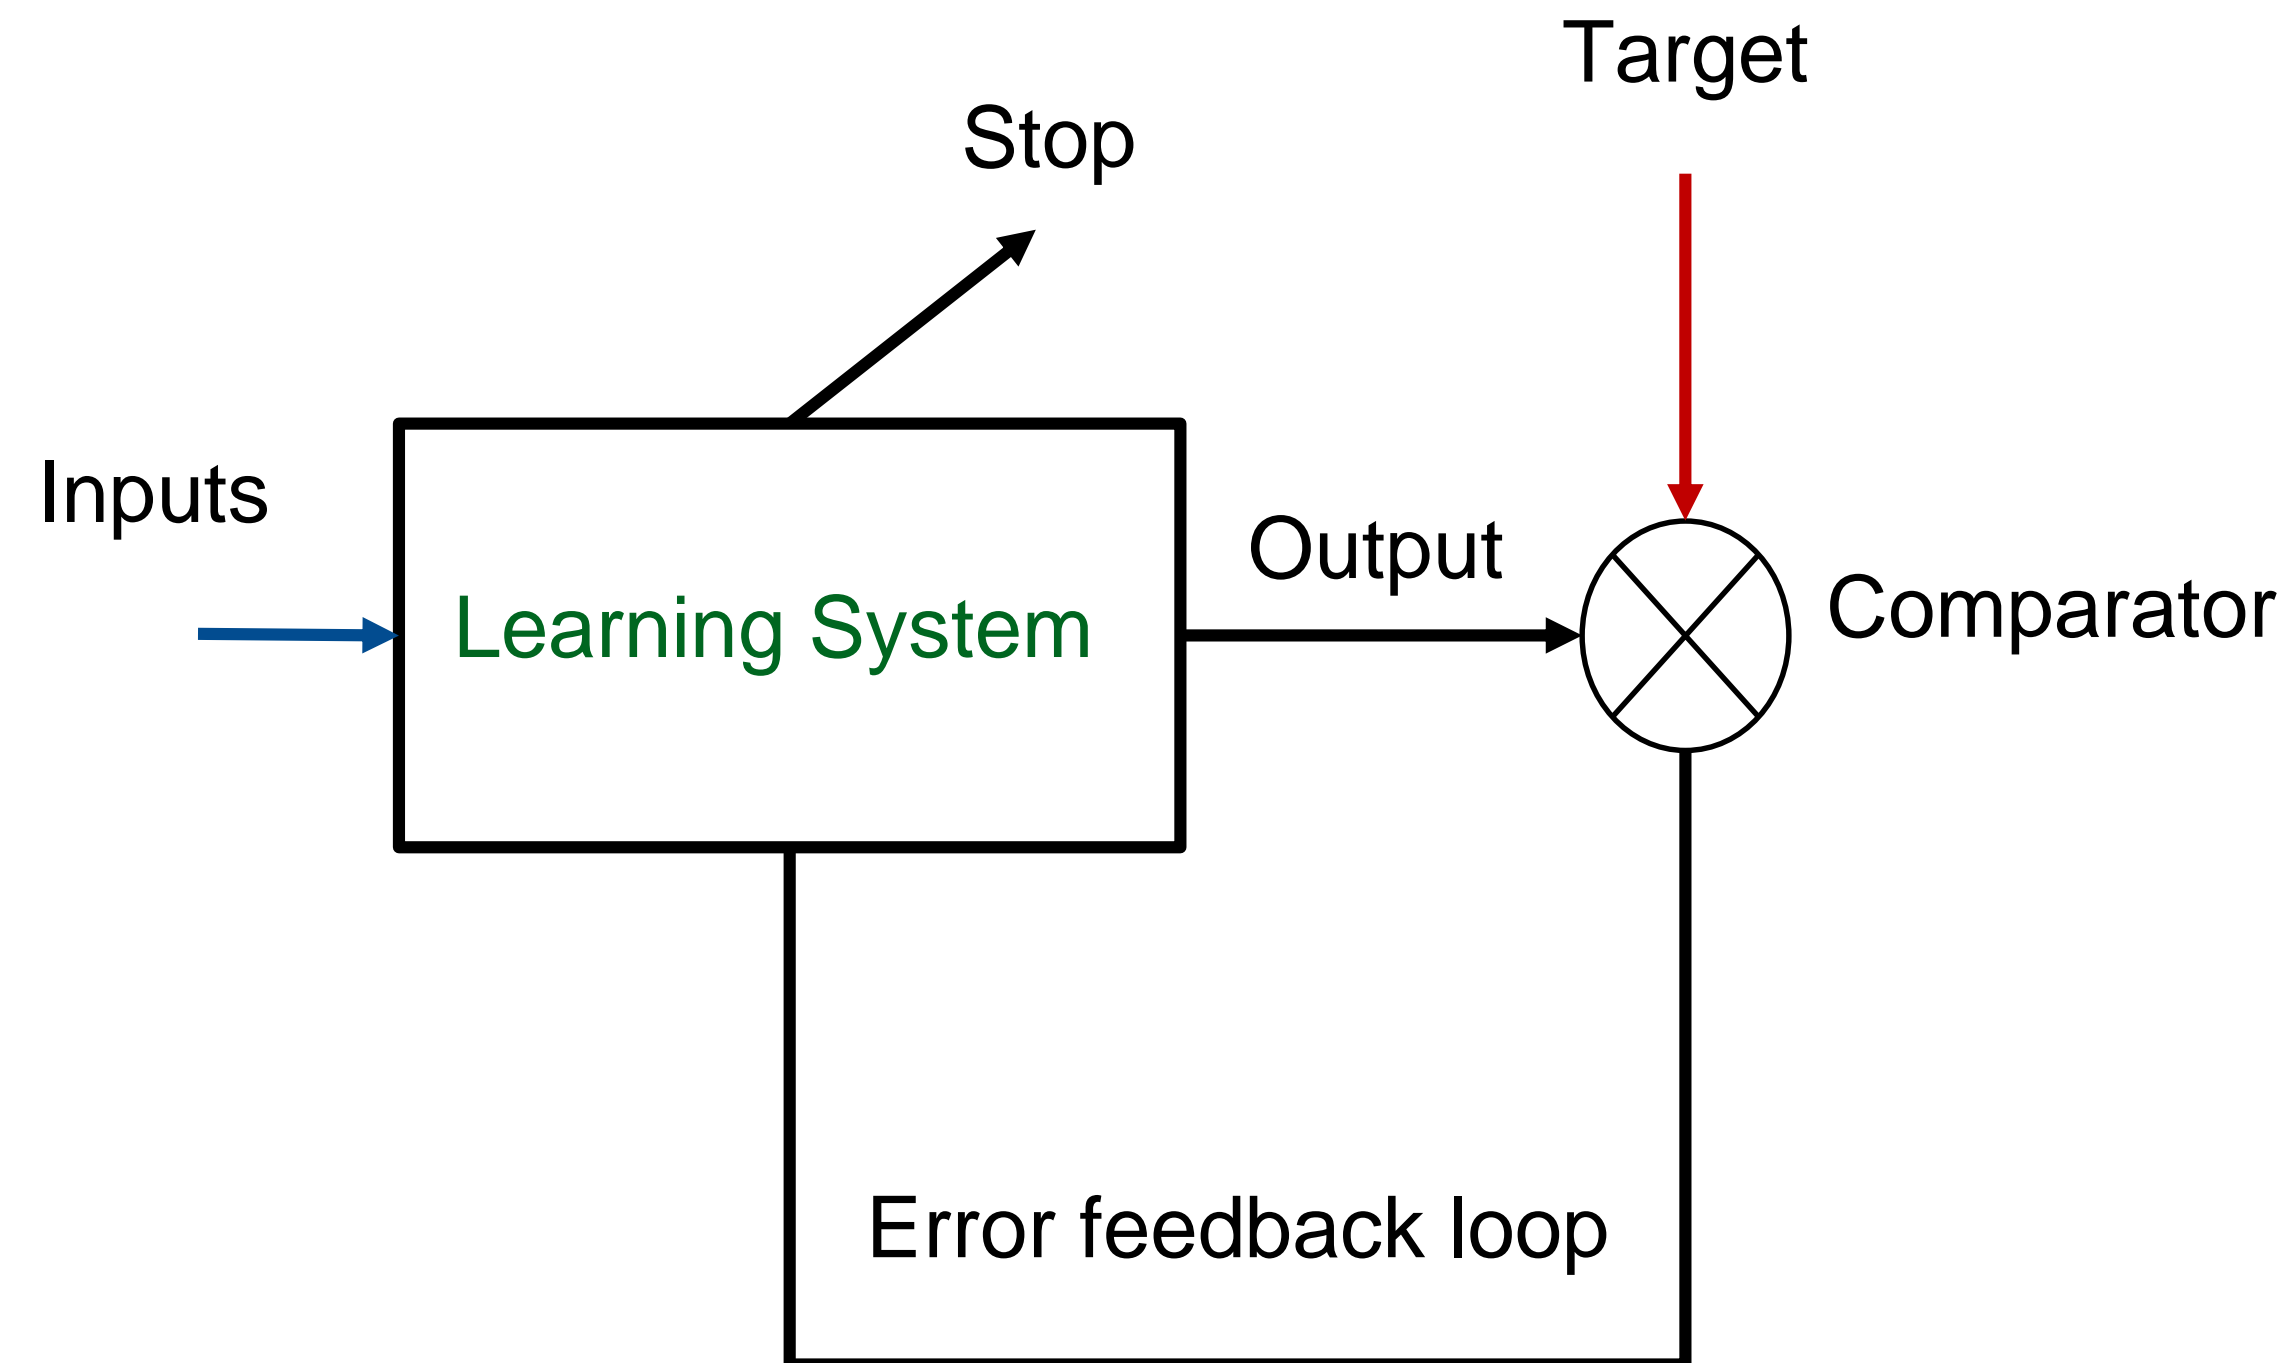 Target
Stop
Inputs
Output
Comparator
Learning System
Error feedback loop